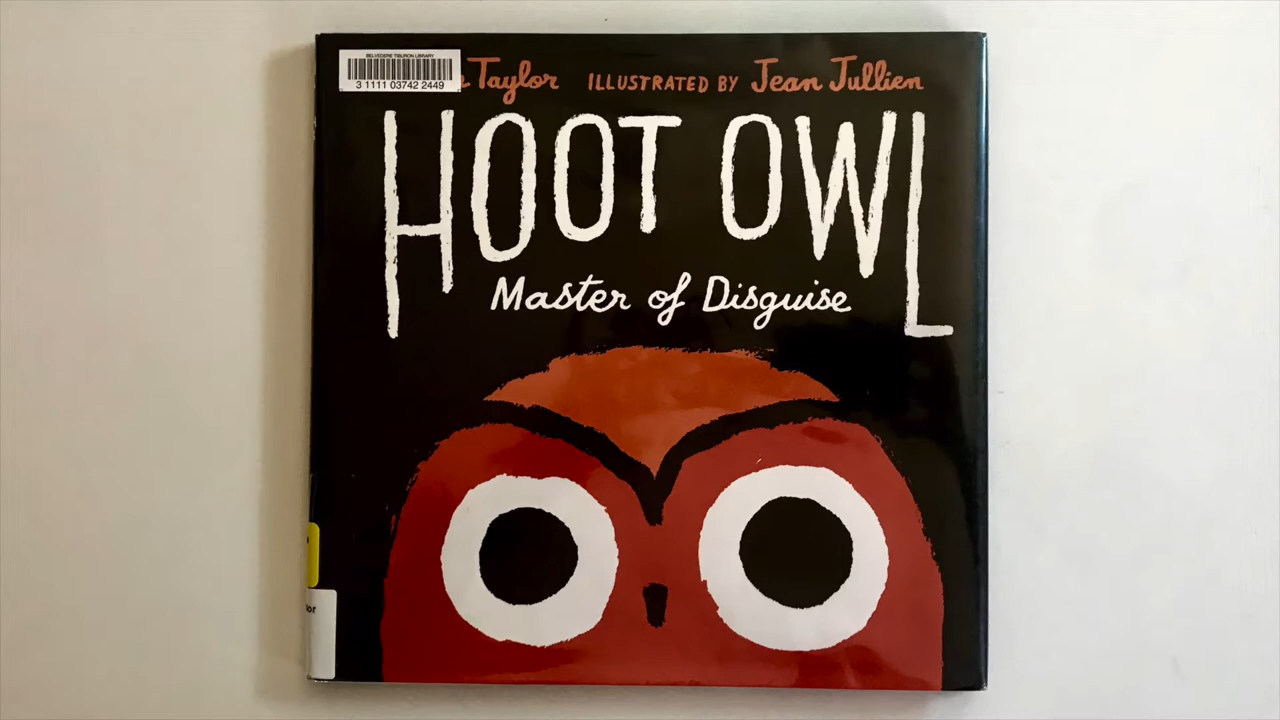 BELVEDERE TIBURON LIBRARY
3 1111 03742 2449
Taylor ILLUSTRATED BY Jean Jullien
HOOT OWL
Master of Disguise